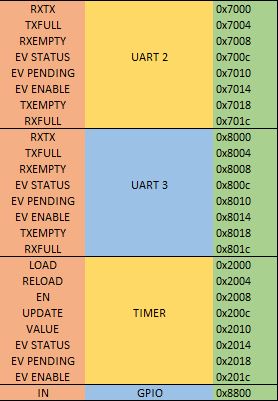 RXTX 0x7000
TXFULL 0x7004
RXEMPTY 0x7008
EV STATUS UART 2 0x700c
EV PENDING 0x7010
EV ENABLE 0x7014
TXEMPTY 0x7018
RXFULL 0x701c
RXTX 0x8000
TXFULL 0x8004
RXEMPTY 0x8008
EV STATUS UART 3 0x800c
EV PENDING 0x8010
EV ENABLE 0x8014
TXEMPTY 0x8018
RXFULL 0x801c
LOAD 0x2000
RELOAD 0x2004
EN 0x2008
UPDATE TIMER 0x200c
VALUE 0x2010
EV STATUS 0x2014
EV PENDING 0x2018
EV ENABLE 0x201c
IN GPIO 0x8800